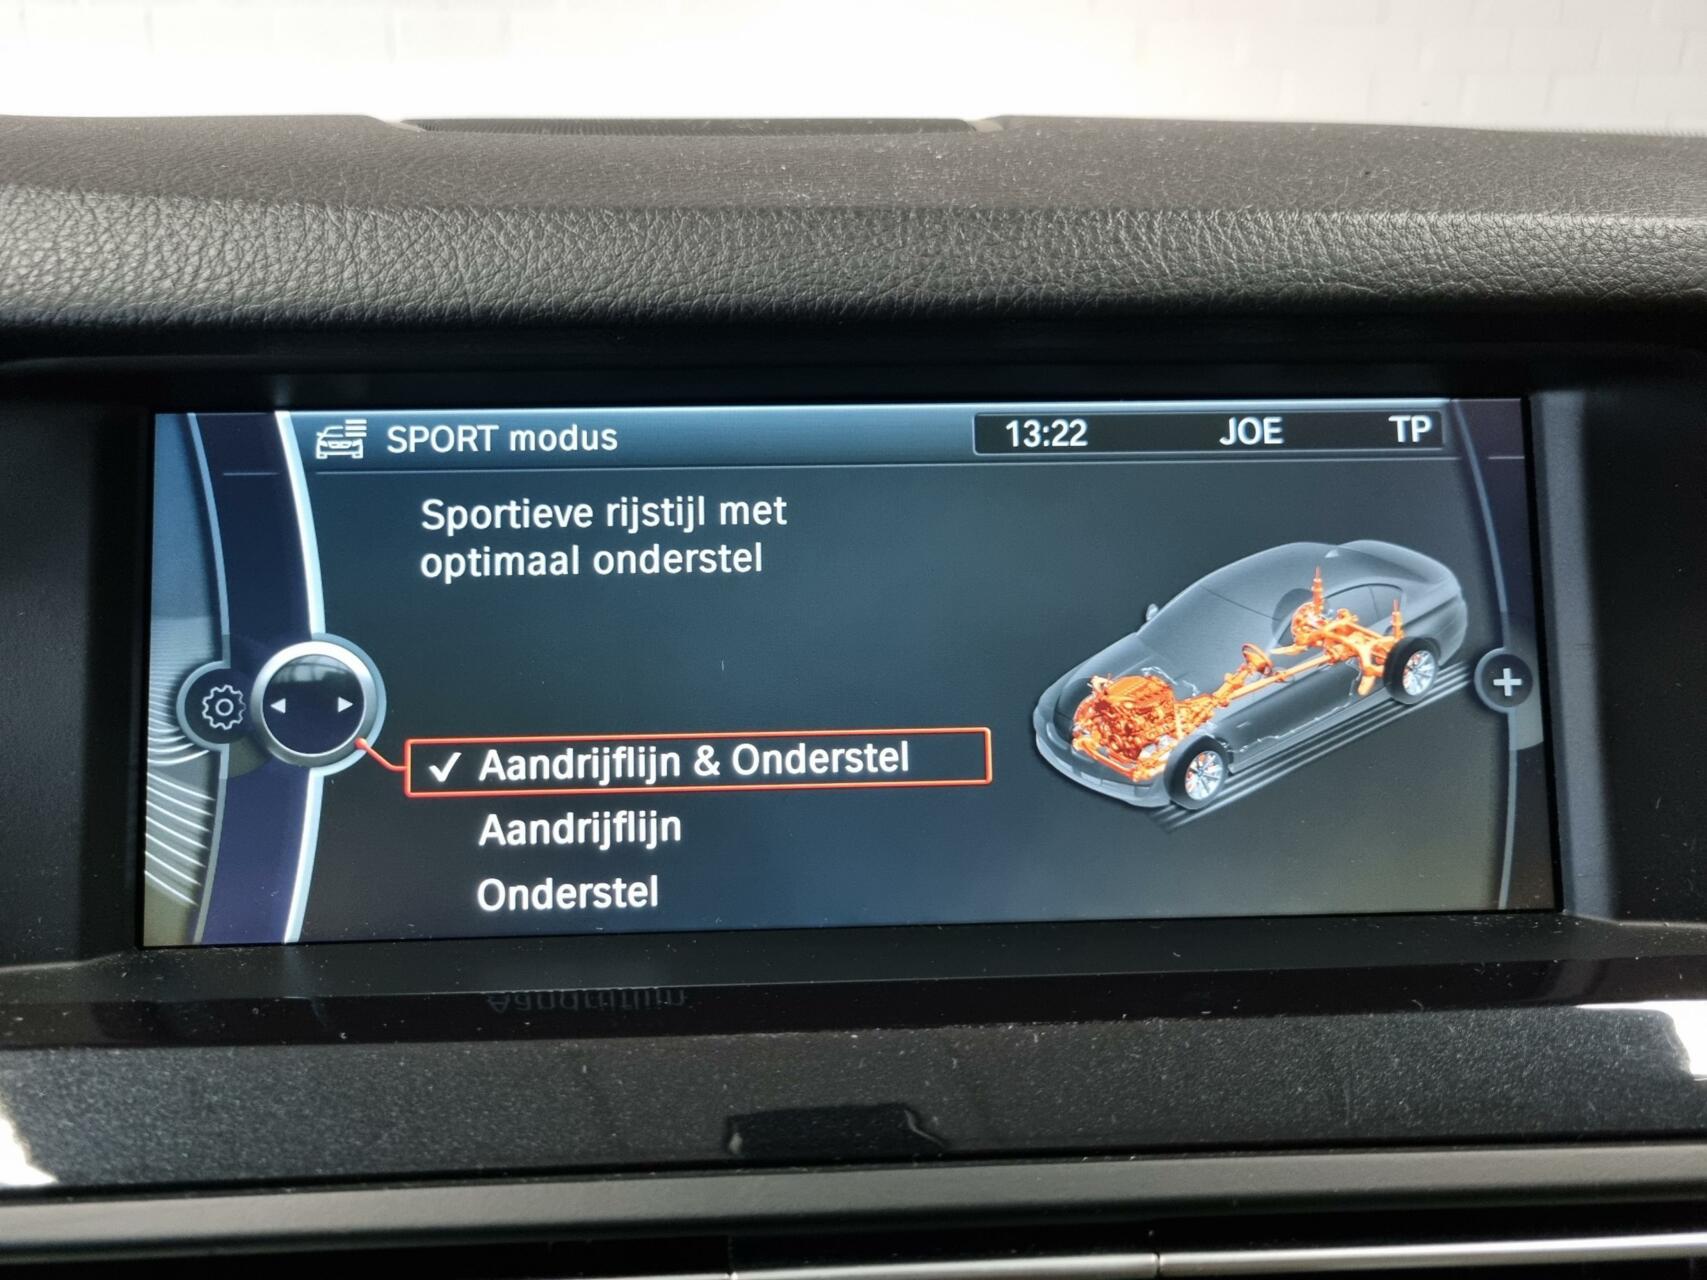 SPORT modus
13:22 JOE TP
Sportieve rijstijl met
optimaal onderstel
Aandrijflijn & Onderstel
Aandrijflijn
Onderstel